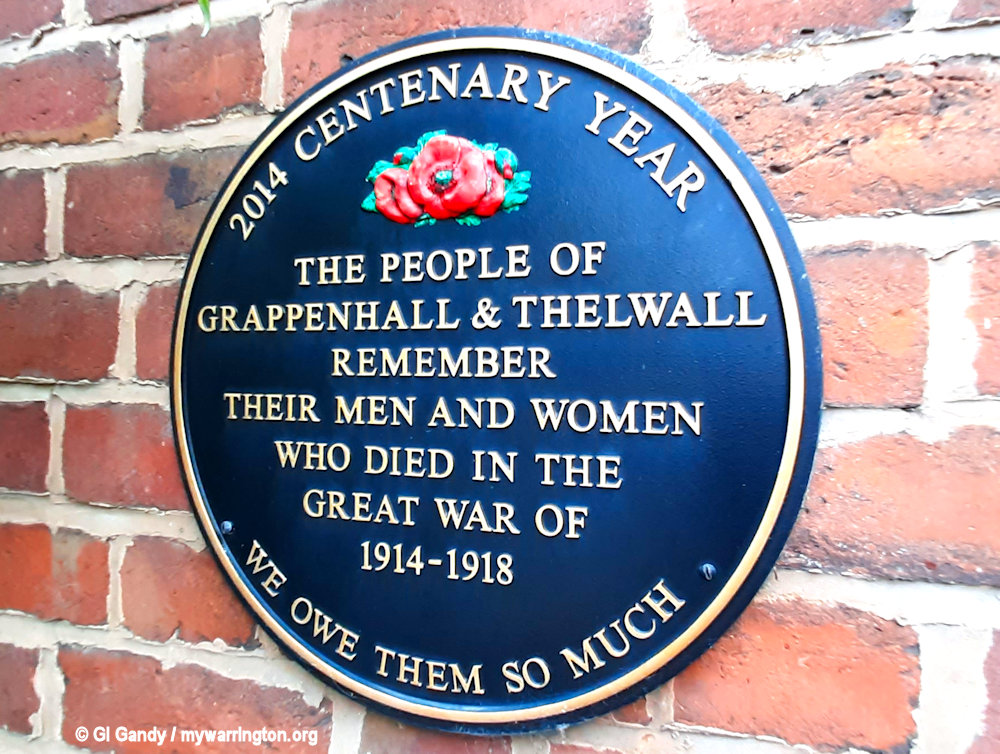 2014 CENTENARY YEAR
THE PEOPLE OF
GRAPPENHALL & THELWALL
REMEMBER
THEIR MEN AND WOMEN
WHO DIED IN THE
GREAT WAR OF
1914-1918
WE OWE THEM SO MUCH
© GI Gandy / mywarrington.org